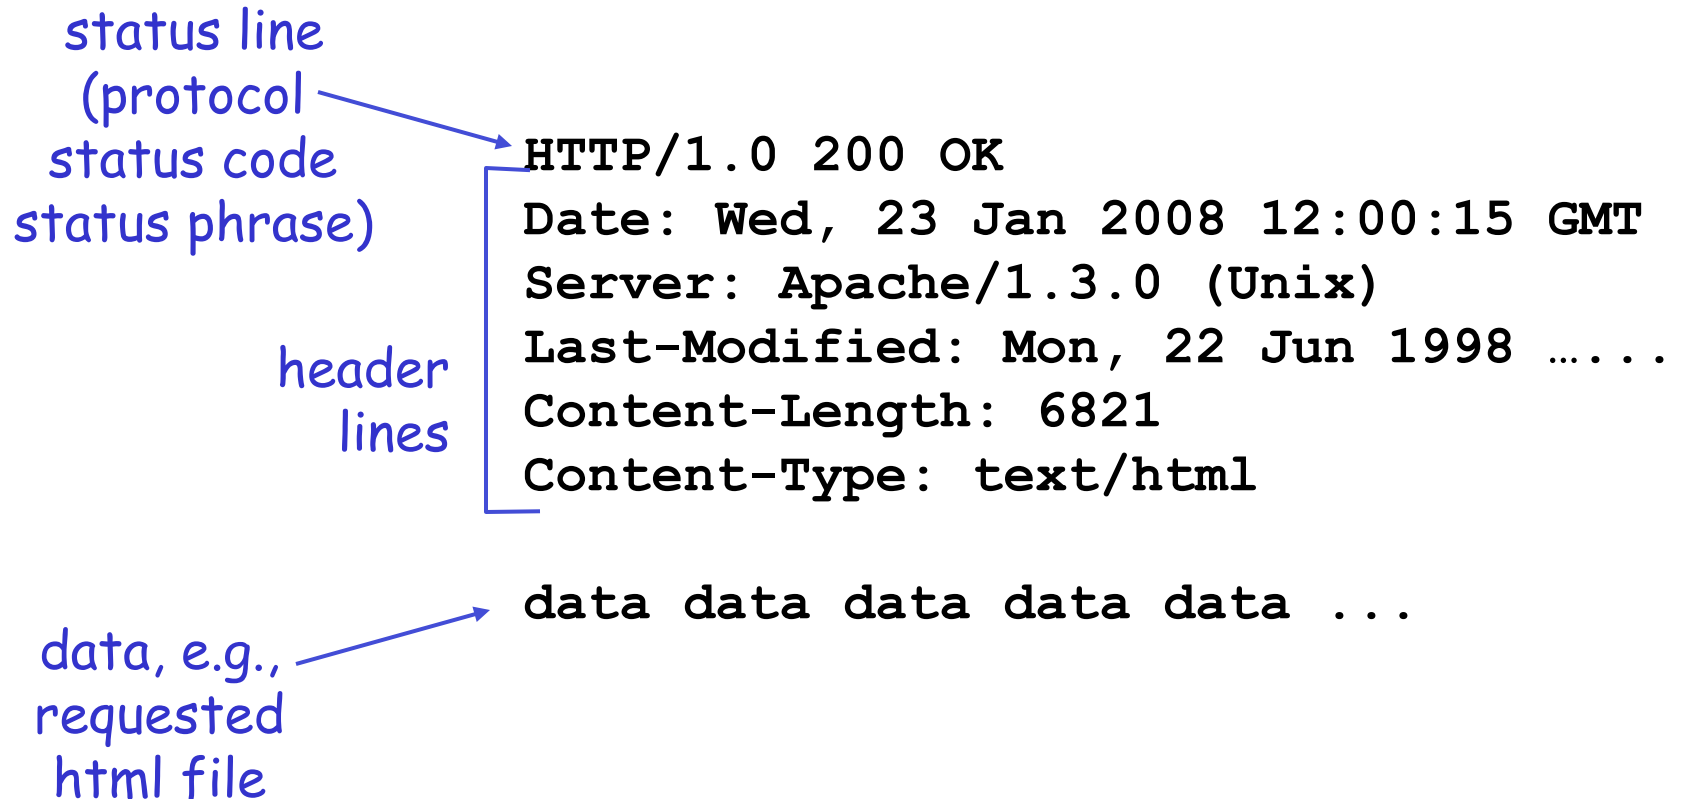 status line
(protocol
status code
status phrase)
HTTP/1.0 200 OK
Date: Wed, 23 Jan 2008 12:00:15 GMT
Server: Apache/1.3.0 (Unix)
Last-Modified: Mon, 22 Jun 1998 …...
Content-Length: 6821
Content-Type: text/html
header
lines
data data data data data ...
data, e.g.,
requested
html file